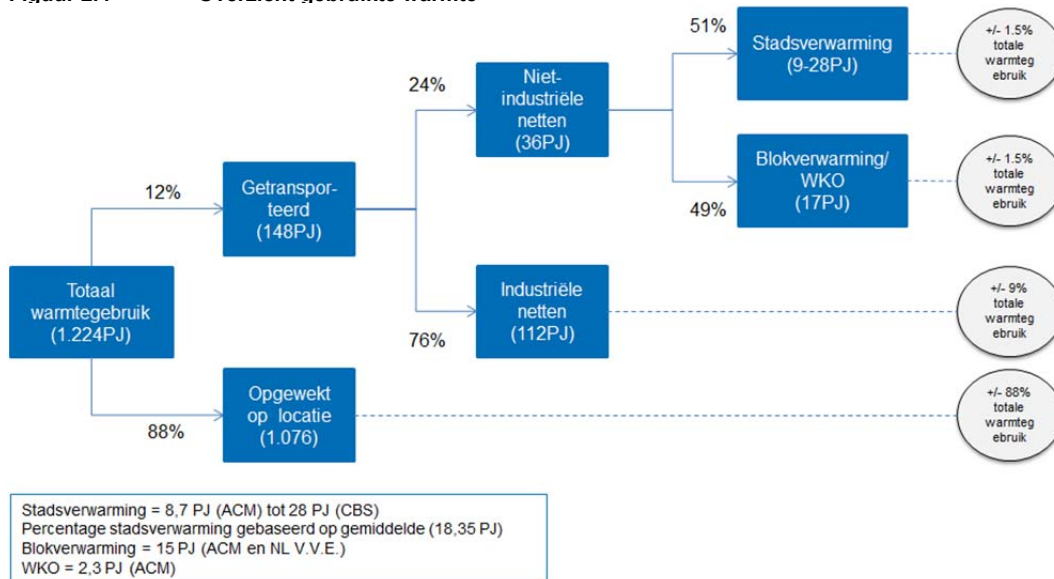 51%
Stadsverwarming
(9-28PJ)
+/- 1.5%
totale
warmteg
ebruik
24%
Niet-
industriële
netten
(36PJ)
Blokverwarming/
WKO
(17PJ)
+/- 1.5%
totale
warmteg
ebruik
49%
12%
Getranspor-
teerd
(148PJ)
Totaal
warmtegebruik
(1.224PJ)
Industriële
netten
(112PJ)
+/- 9%
totale
warmteg
ebruik
76%
Opgewekt
op locatie
(1.076)
+/- 88%
totale
warmteg
ebruik
88%
Stadsverwarming = 8,7 PJ (ACM) tot 28 PJ (CBS)
Percentage stadsverwarming gebaseerd op gemiddelde (18,35 PJ)
Blokverwarming = 15 PJ (ACM en NL V.V.E.)
WKO = 2,3 PJ (ACM)